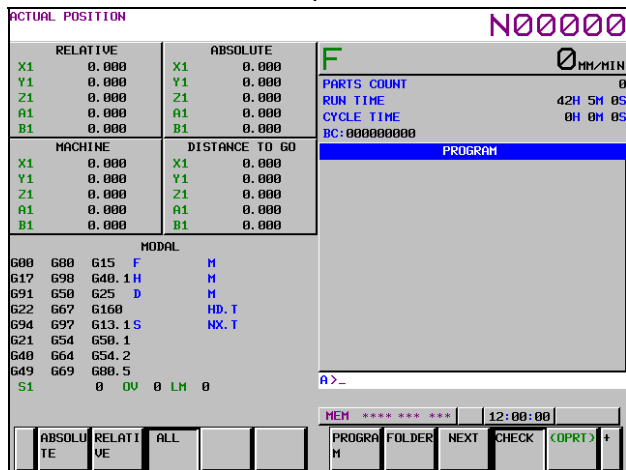 ACTUAL POSITION
N00000
RELATIVE ABSOLUTE
X1 0.000 X1 0.000
Y1 0.000 Y1 0.000
Z1 0.000 Z1 0.000
A1 0.000 A1 0.000
B1 0.000 B1 0.000
MACHINE DISTANCE TO GO
X1 0.000 X1 0.000
Y1 0.000 Y1 0.000
Z1 0.000 Z1 0.000
A1 0.000 A1 0.000
B1 0.000 B1 0.000
MODAL
G00 G80 G15 F M
G17 G98 G40.1 H M
G91 G50 G25 D M
G22 G67 G160 HD.T
G94 G97 G13.1 S NX.T
G21 G54 G50.1
G40 G64 G54.2
G49 G69 G80.5
S1 0 OV 0 LM 0
F 0 MM/MIN
PARTS COUNT 0
RUN TIME 42H 5M 0S
CYCLE TIME 0H 0M 0S
BC:000000000
PROGRAM
A>_
MEM **** *** *** 12:00:00
ABSOLU RELATI ALL
TE VE
PROGRA FOLDER NEXT CHECK (OPRT) +
M